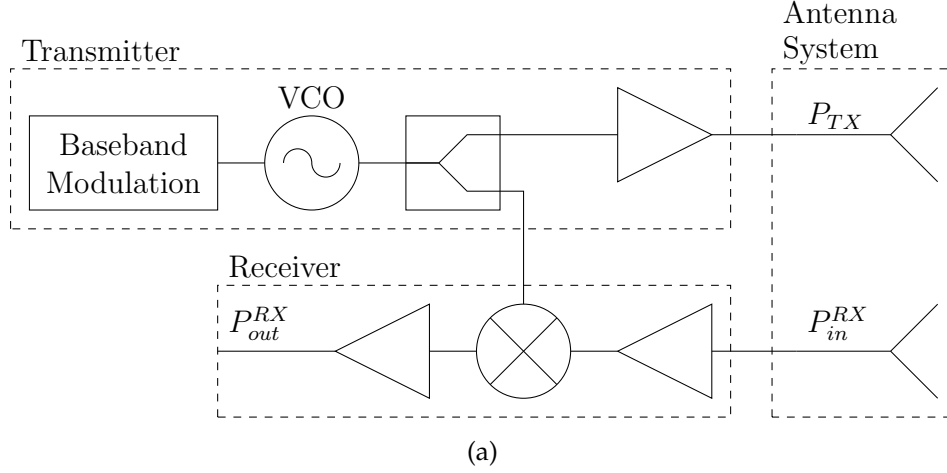 Antenna
System
Transmitter
VCO
Baseband
Modulation
P_{TX}
Receiver
P_{out}^{RX}
P_{in}^{RX}
(a)